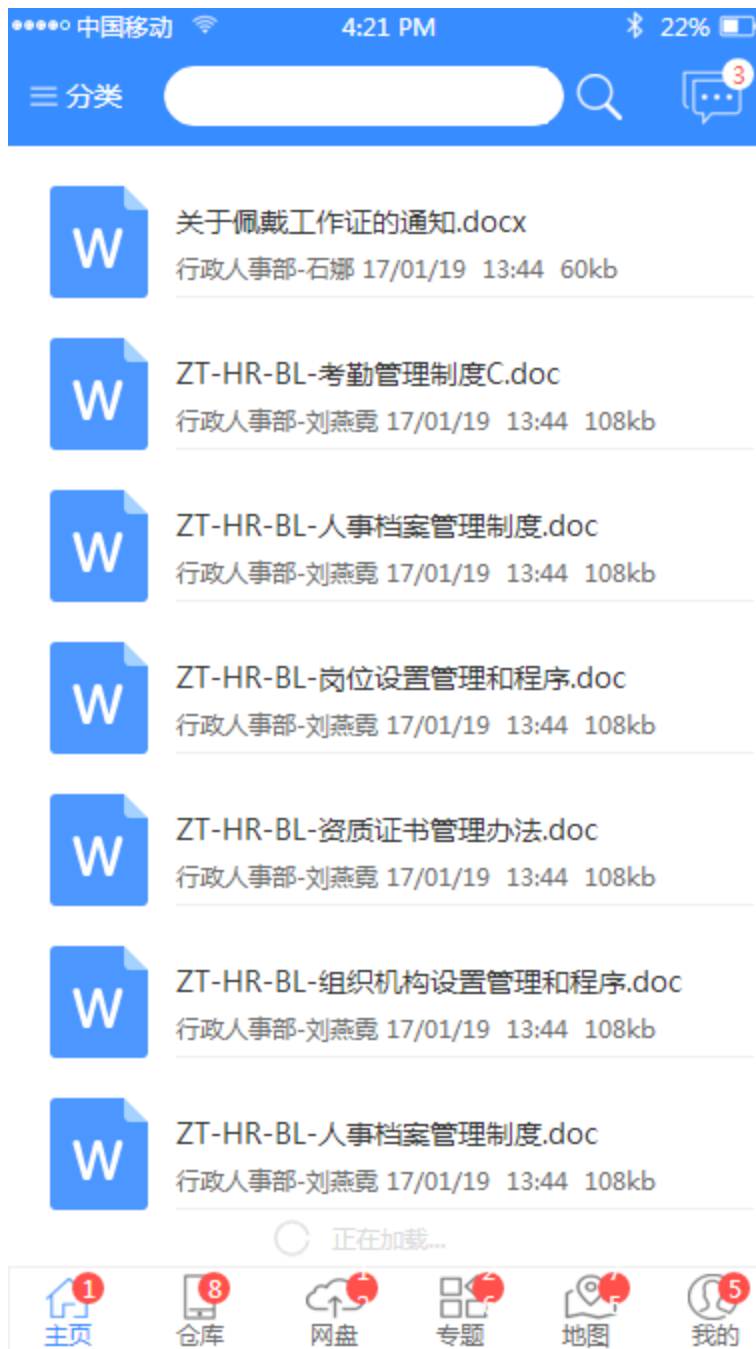 中国移动 4:21 PM 22%
分类 3
W
关于佩戴工作证的通知.docx
行政人事部-石娜 17/01/19 13:44 60kb
W
ZT-HR-BL-考勤管理制度C.doc
行政人事部-刘燕霓 17/01/19 13:44 108kb
W
ZT-HR-BL-人事档案管理制度.doc
行政人事部-刘燕霓 17/01/19 13:44 108kb
W
ZT-HR-BL-岗位设置管理和程序.doc
行政人事部-刘燕霓 17/01/19 13:44 108kb
W
ZT-HR-BL-资质证书管理办法.doc
行政人事部-刘燕霓 17/01/19 13:44 108kb
W
ZT-HR-BL-组织机构设置管理和程序.doc
行政人事部-刘燕霓 17/01/19 13:44 108kb
W
ZT-HR-BL-人事档案管理制度.doc
行政人事部-刘燕霓 17/01/19 13:44 108kb
正在加载...
1 8 5
主页 仓库 网盘 专题 地图 我的